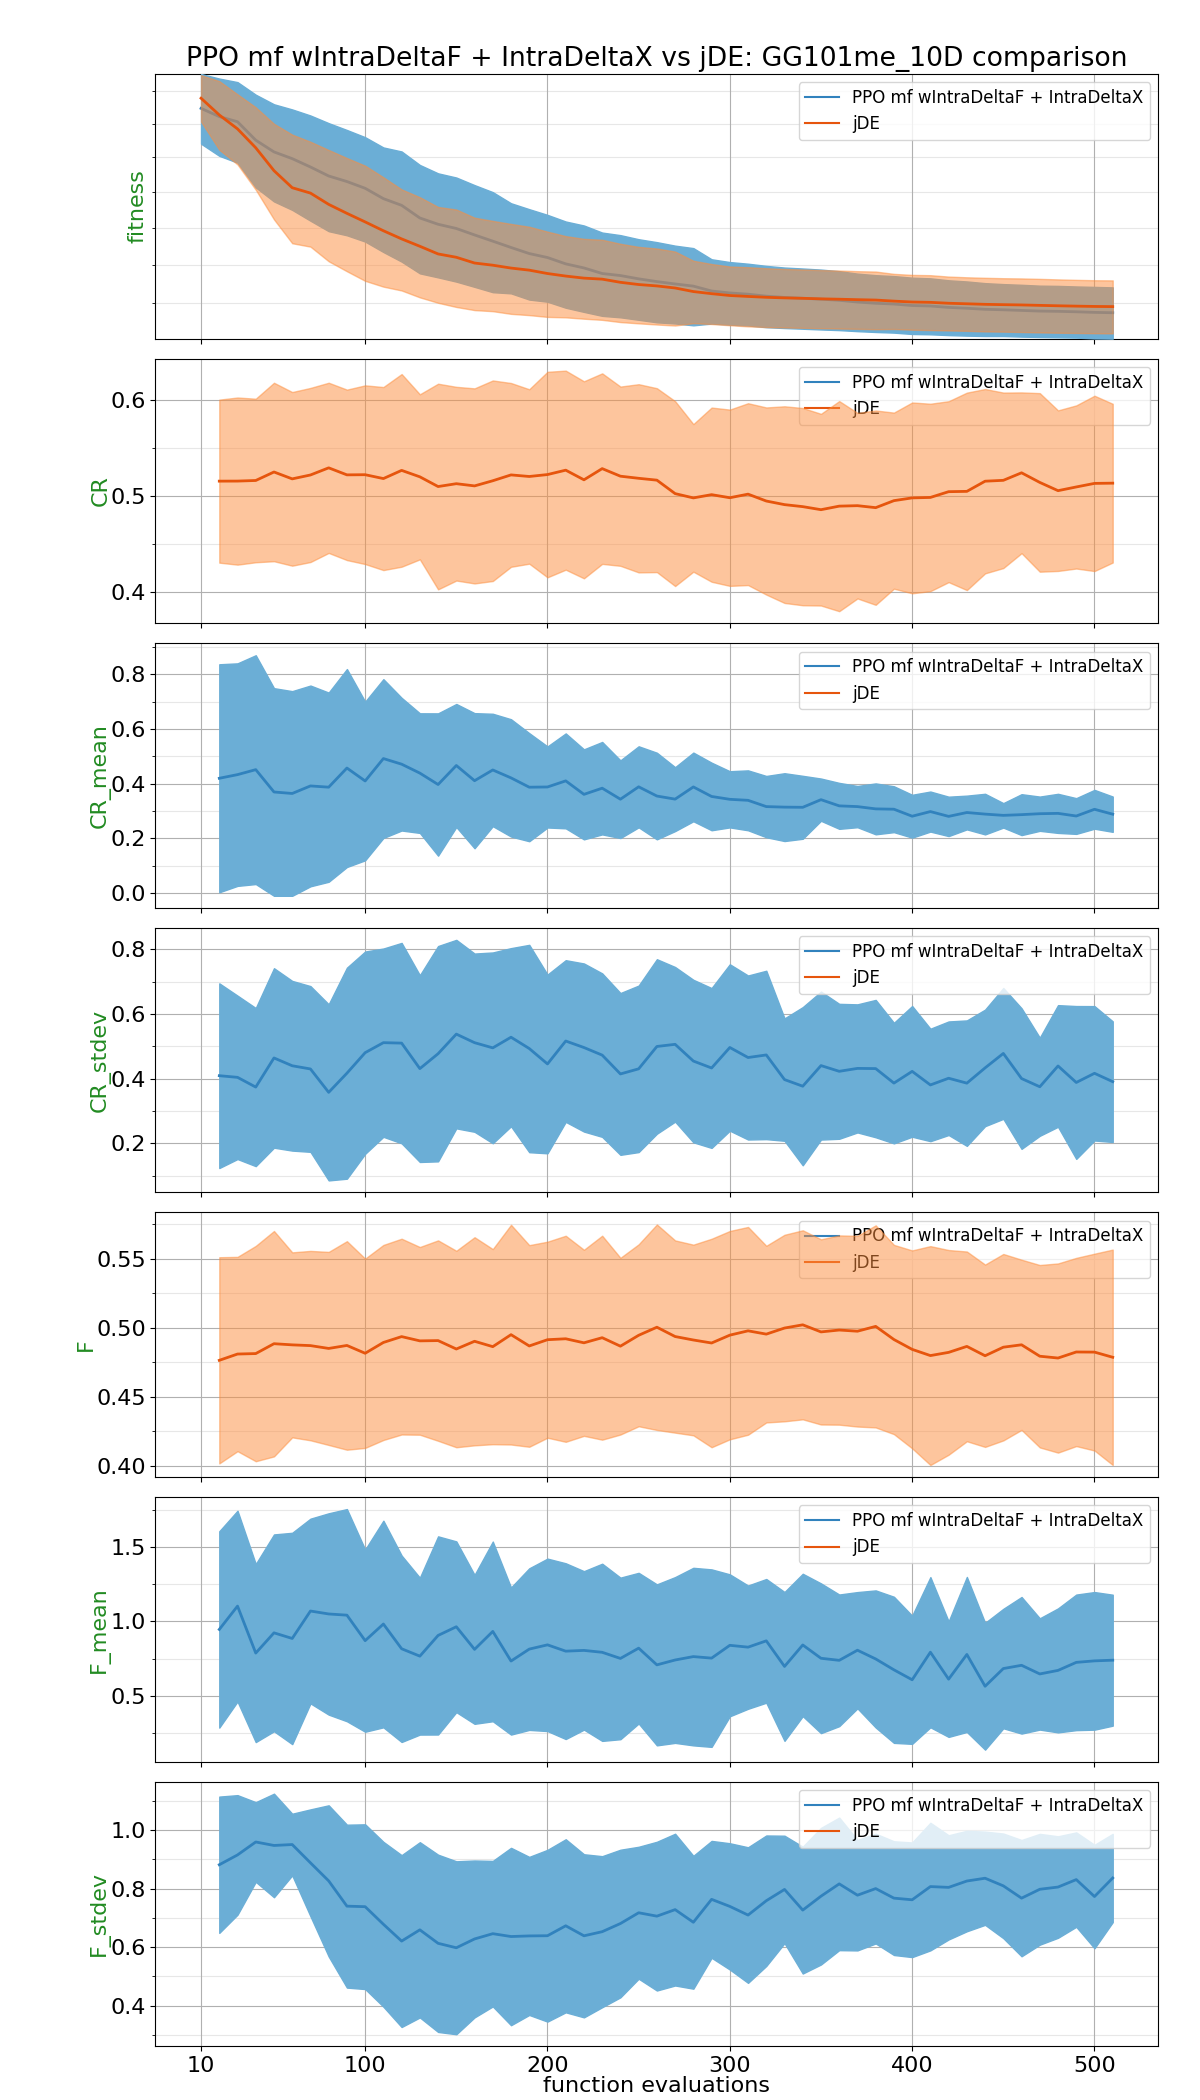 PPO mf wIntraDeltaF + IntraDeltaX vs jDE: GG101me_10D comparison
fitness
PPO mf wIntraDeltaF + IntraDeltaX
jDE
CR
0.6
0.5
0.4
PPO mf wIntraDeltaF + IntraDeltaX
jDE
CR_mean
0.8
0.6
0.4
0.2
0.0
PPO mf wIntraDeltaF + IntraDeltaX
jDE
CR_stdev
0.8
0.6
0.4
0.2
PPO mf wIntraDeltaF + IntraDeltaX
jDE
F
0.55
0.50
0.45
0.40
PPO mf wIntraDeltaF + IntraDeltaX
jDE
F_mean
1.5
1.0
0.5
PPO mf wIntraDeltaF + IntraDeltaX
jDE
F_stdev
1.0
0.8
0.6
0.4
PPO mf wIntraDeltaF + IntraDeltaX
jDE
10 100 200 300 400 500
function evaluations